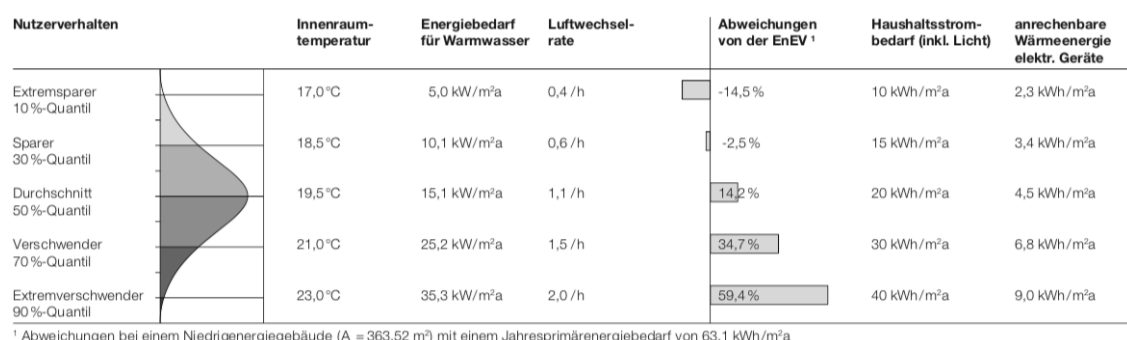 Nutzerverhalten Innenraum- Energiebedarf Luftwechsel- Abweichungen Haushaltsstrom- anrechenbare
temperatur für Warmwasser rate von der EnEV ¹ bedarf (inkl. Licht) Wärmeenergie
elektr. Geräte
Extremsparer 17,0°C 5,0 kW/m²a 0,4/h -14,5% 10 kWh/m²a 2,3 kWh/m²a
10%-Quantil
Sparer 18,5°C 10,1 kW/m²a 0,6/h -2,5% 15 kWh/m²a 3,4 kWh/m²a
30%-Quantil
Durchschnitt 19,5°C 15,1 kW/m²a 1,1/h 14,2% 20 kWh/m²a 4,5 kWh/m²a
50%-Quantil
Verschwender 21,0°C 25,2 kW/m²a 1,5/h 34,7% 30 kWh/m²a 6,8 kWh/m²a
70%-Quantil
Extremverschwender 23,0°C 35,3 kW/m²a 2,0/h 59,4% 40 kWh/m²a 9,0 kWh/m²a
90%-Quantil
¹ Abweichungen bei einem Niedrigenergiegebäude (A = 363,52 m²) mit einem Jahresprimärenergiebedarf von 63,1 kWh/m²a